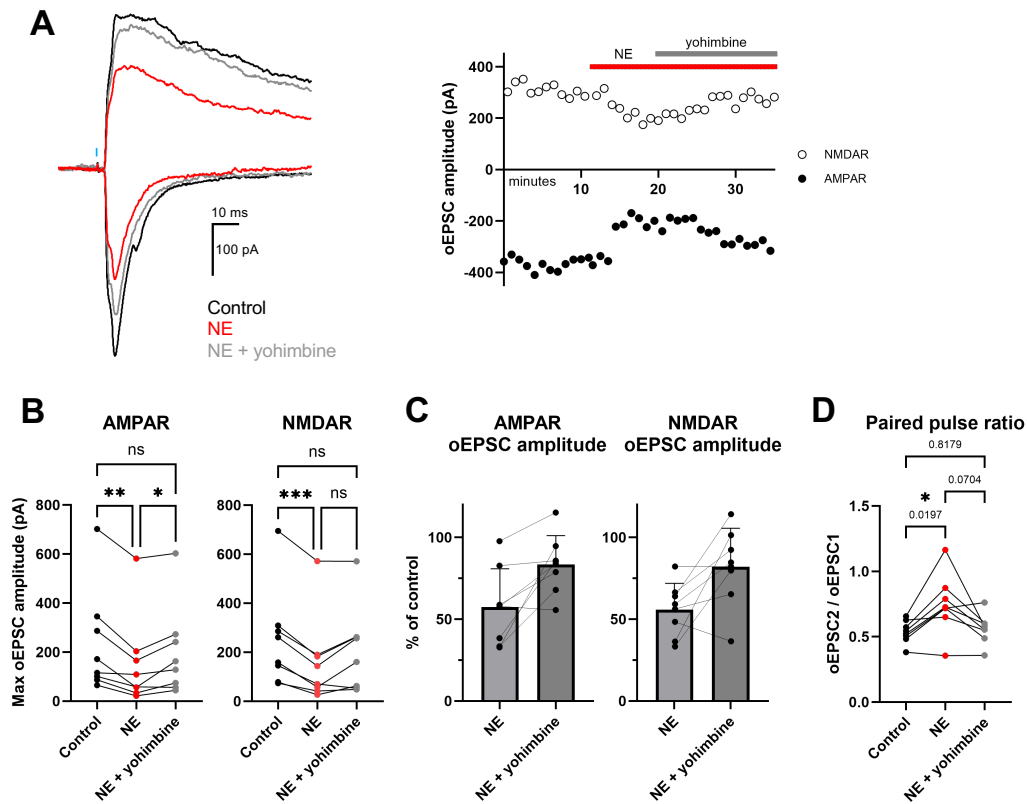 A
10 ms
100 pA
Control
NE
NE + yohimbine
yohimbine
NE
oEPSC amplitude (pA)
400
200
0
-200
-400
minutes
10
20
30
NMDAR
AMPAR
B
AMPAR
ns
**
*
Max oEPSC amplitude (pA)
800
600
400
200
0
Control
NE
NE + yohimbine
NMDAR
ns
***
ns
800
600
400
200
0
Control
NE
NE + yohimbine
C
AMPAR
oEPSC amplitude
% of control
100
50
0
NE
NE + yohimbine
NMDAR
oEPSC amplitude
100
50
0
NE
NE + yohimbine
D
Paired pulse ratio
0.8179
0.0704
*
0.0197
oEPSC2 / oEPSC1
1.5
1.0
0.5
0.0
Control
NE
NE + yohimbine